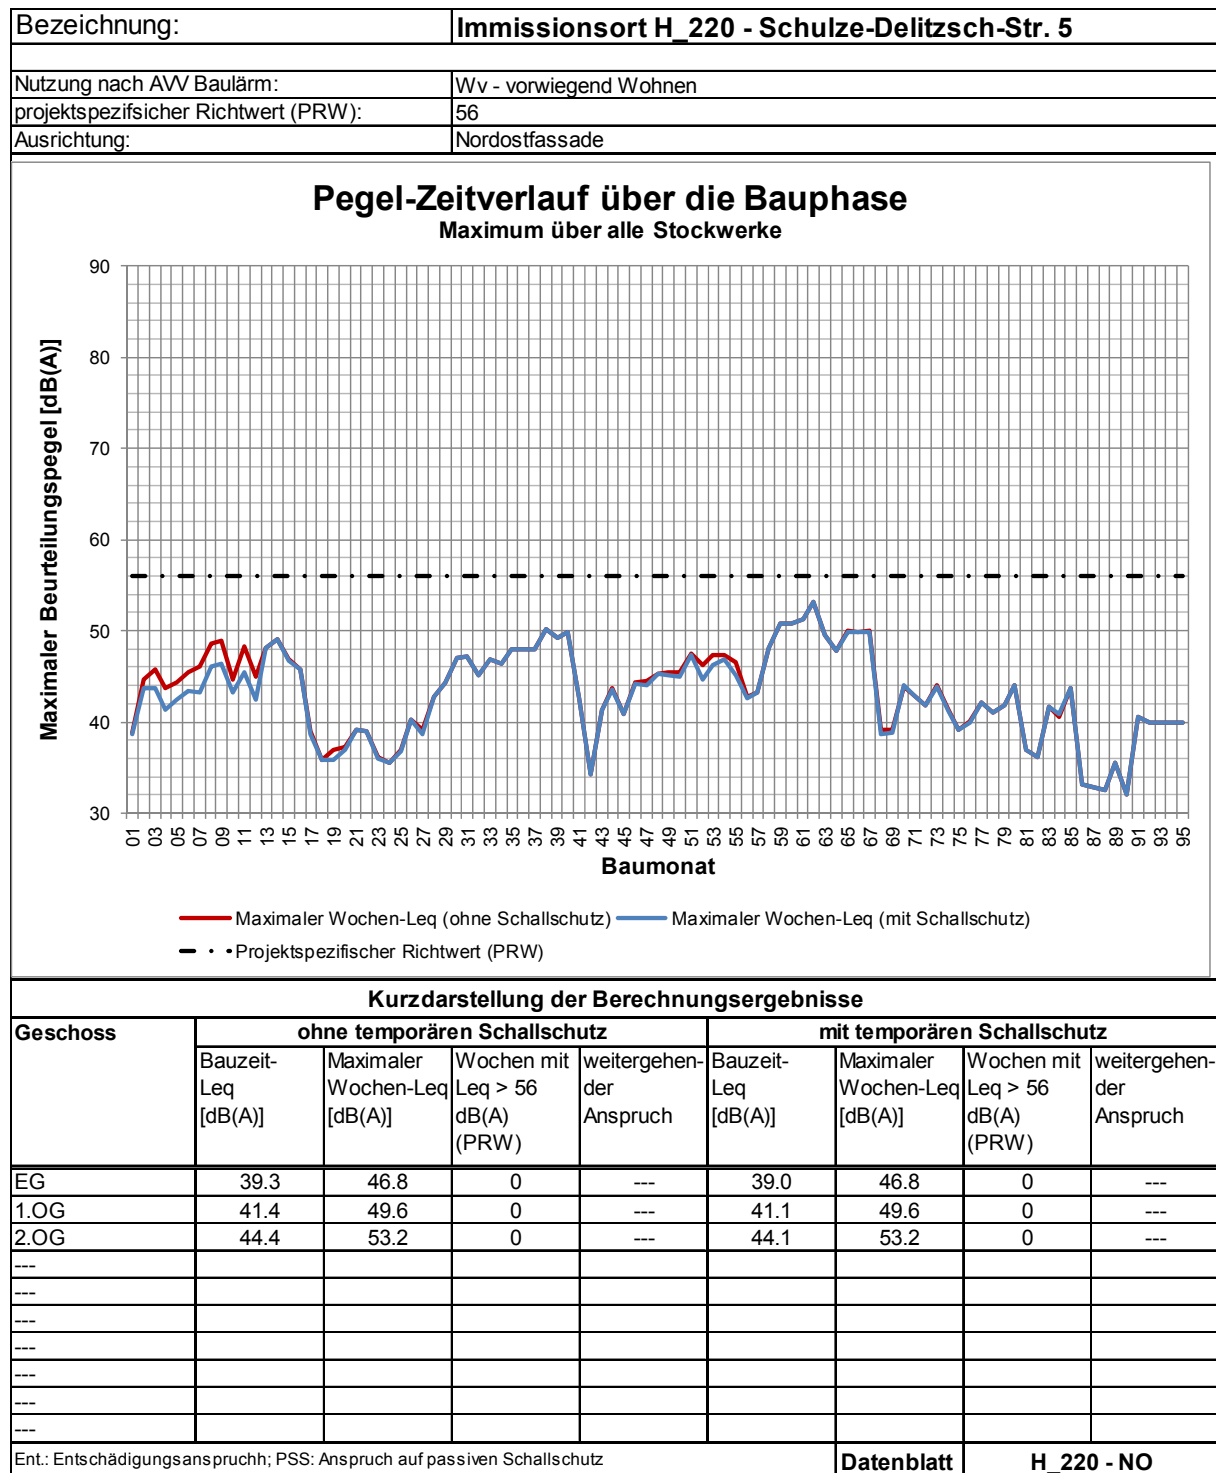 Bezeichnung: Immissionsort H_220 - Schulze-Delitzsch-Str. 5
Nutzung nach AVV Baulärm: Wv - vorwiegend Wohnen
projektspezifsicher Richtwert (PRW): 56
Ausrichtung: Nordostfassade
Pegel-Zeitverlauf über die Bauphase
Maximum über alle Stockwerke
Maximaler Beurteilungspegel [dB(A)]
90
80
70
60
50
40
30
01 03 05 07 09 11 13 15 17 19 21 23 25 27 29 31 33 35 37 39 41 43 45 47 49 51 53 55 57 59 61 63 65 67 69 71 73 75 77 79 81 83 85 87 89 91 93 95
Baumonat
Maximaler Wochen-Leq (ohne Schallschutz) Maximaler Wochen-Leq (mit Schallschutz)
Projektspezifischer Richtwert (PRW)
Kurzdarstellung der Berechnungsergebnisse
Geschoss ohne temporären Schallschutz mit temporären Schallschutz
Bauzeit- Maximaler Wochen mit weitergehen- Bauzeit- Maximaler Wochen mit weitergehen-
Leq Wochen-Leq Leq > 56 der Leq Wochen-Leq Leq > 56 der
[dB(A)] [dB(A)] dB(A) Anspruch [dB(A)] [dB(A)] dB(A) Anspruch
(PRW) (PRW)
EG 39.3 46.8 0 --- 39.0 46.8 0 ---
1.OG 41.4 49.6 0 --- 41.1 49.6 0 ---
2.OG 44.4 53.2 0 --- 44.1 53.2 0 ---
---
---
---
---
---
---
---
Ent.: Entschädigungsanspruchh; PSS: Anspruch auf passiven Schallschutz Datenblatt H_220 - NO